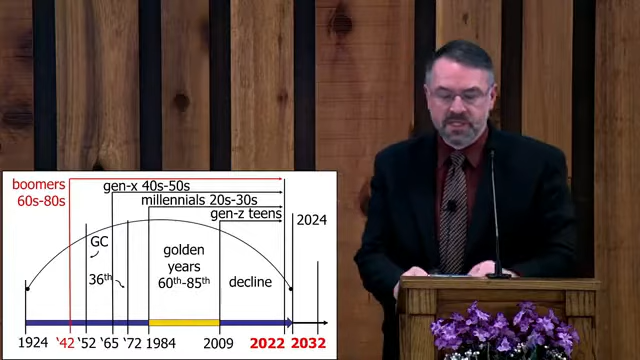 boomers
60s-80s
gen-x 40s-50s
millennials 20s-30s
gen-z teens
2024
GC
36th
golden
years
60th-85th
decline
1924 '42 '52 '65 '72 1984 2009 2022 2032